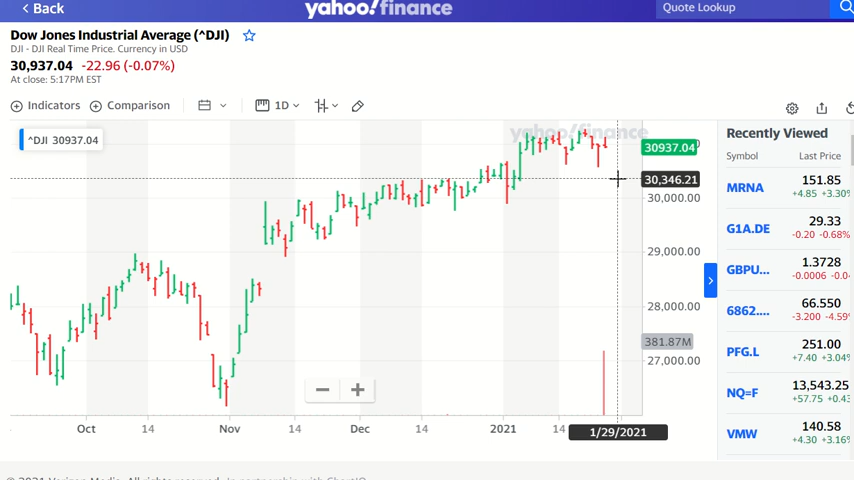 Back
yahoo!finance
Quote Lookup
Dow Jones Industrial Average (^DJI)
DJI - DJI Real Time Price. Currency in USD
30,937.04 -22.96 (-0.07%)
At close: 5:17PM EST
Indicators Comparison 1D
^DJI 30937.04
yahoo!finance
Recently Viewed
Symbol Last Price
30937.04
30,346.21
30,000.00
29,000.00
28,000.00
381.87M
27,000.00
MRNA 151.85
+4.85 +3.30%
G1A.DE 29.33
-0.20 -0.68%
GBPU... 1.3728
-0.0006 -0.0
6862.... 66.550
-3.200 -4.59
PFG.L 251.00
+7.40 +3.04%
NQ=F 13,543.25
+57.75 +0.43
VMW 140.58
+4.30 +3.16%
Oct 14 Nov 14 Dec 14 2021 14
1/29/2021